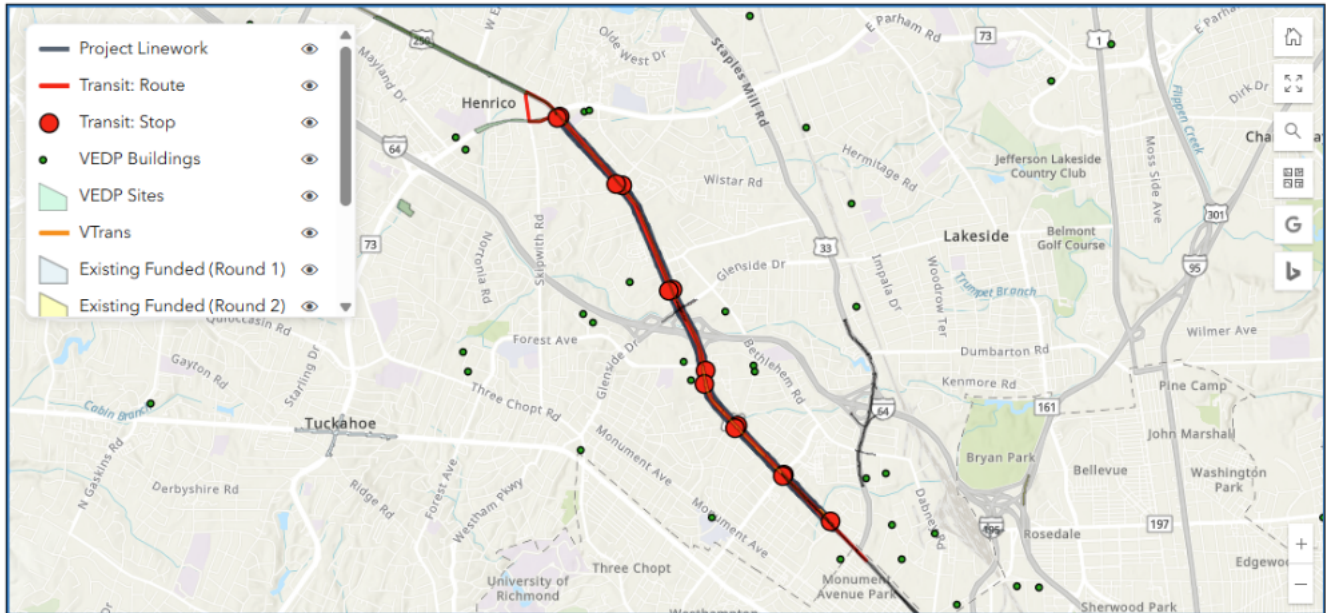 Project Linework
Transit: Route
Transit: Stop
VEDP Buildings
VEDP Sites
VTrans
Existing Funded (Round 1)
Existing Funded (Round 2)
250
Mayland Dr
Olde West Dr
Staples Mill Rd
E Parham Rd
73
1
E Parham
Flippen Creek
Dirk Dr
Henrico
64
Hermitage Rd
Jefferson Lakeside
Country Club
Moss Side Ave
Wistar Rd
301
73
Nortonia Rd
Skipwith Rd
33
Lakeside
Belmont
Golf Course
95
Glenside Dr
Impala Dr
Woodrow Ter
Trumpet Branch
Quioccasin Rd
Wilmer Ave
Forest Ave
Glenside Dr
Bethlehem Rd
Dumbarton Rd
Gayton Rd
Starling Dr
Three Chopt Rd
Kenmore Rd
Pine Camp
Cabin Branch
64
161
Tuckahoe
John Marshall
Monument Ave
Bryan Park
Bellevue
Washington
Park
N Gaskins Rd
Derbyshire Rd
Ridge Rd
Forest Ave
Westham Pkwy
Monument Ave
Dabney Rd
195
197
Rosedale
Edgewo
University of
Richmond
Three Chopt
Monument
Avenue Park
Westhampton
Sherwood Park
G
b
+
−